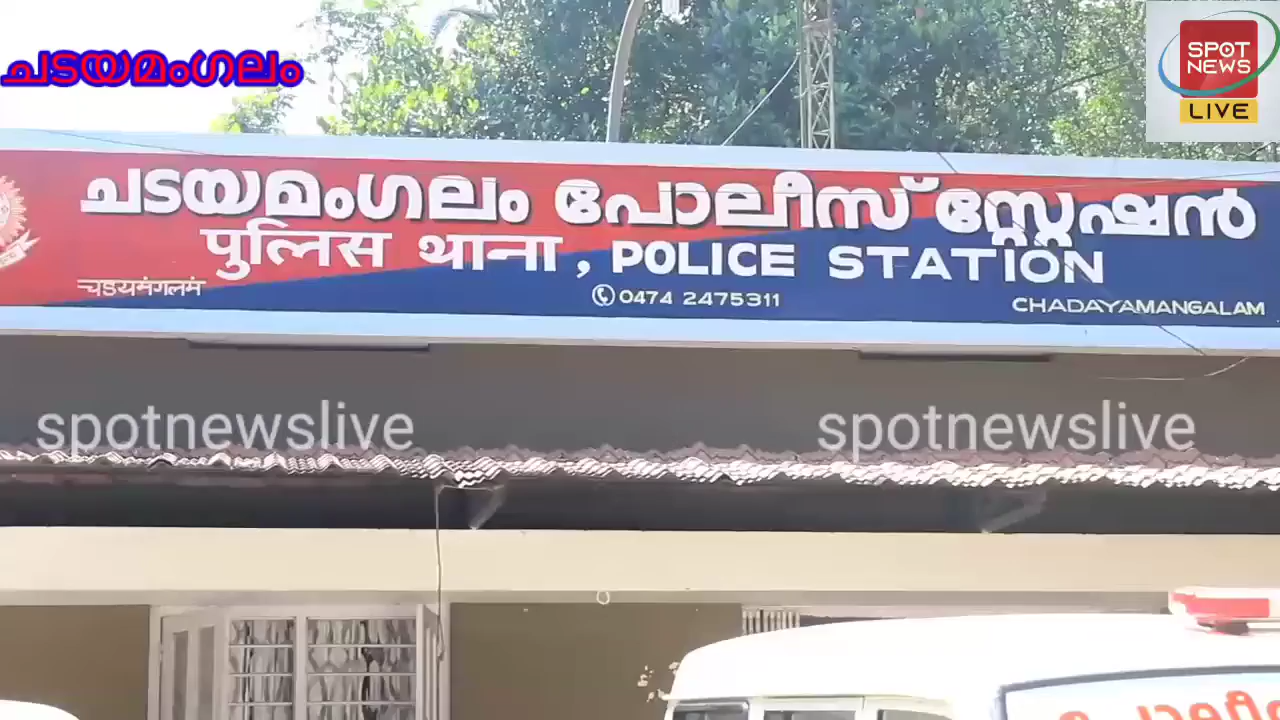 ചടയമംഗലം
SPOT
NEWS
LIVE
ചടയമംഗലം പോലീസ് സ്റ്റേഷൻ
पुलिस थाना , POLICE STATION
चडयमंगलम
0474 2475311
CHADAYAMANGALAM
spotnewslive
spotnewslive